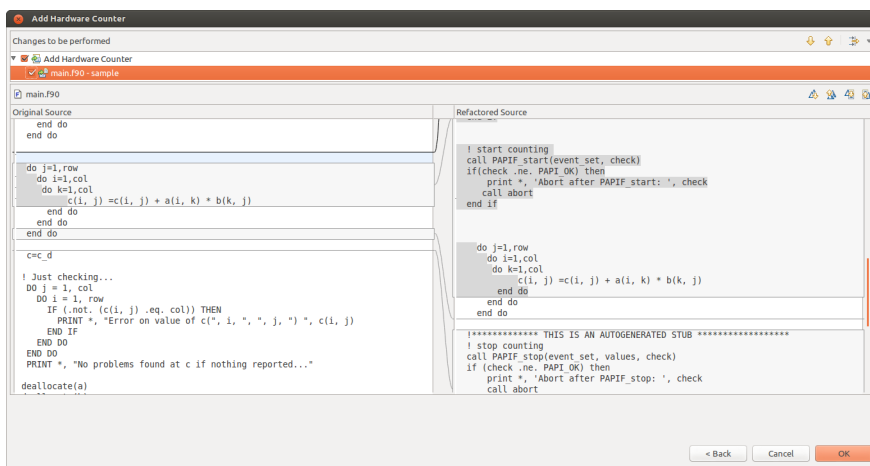 Add Hardware Counter
Changes to be performed
Add Hardware Counter
main.f90 - sample
main.f90
Original Source
end do
end do
do j=1,row
do i=1,col
do k=1,col
c(i, j) =c(i, j) + a(i, k) * b(k, j)
end do
end do
end do
c=c_d
! Just checking...
DO j = 1, col
DO i = 1, row
IF (.not. (c(i, j) .eq. col)) THEN
PRINT *, "Error on value of c(", i, ", ", j, ") ", c(i, j)
END IF
END DO
END DO
PRINT *, "No problems found at c if nothing reported..."
deallocate(a)
Refactored Source
! start counting
call PAPIF_start(event_set, check)
if(check .ne. PAPI_OK) then
print *, 'Abort after PAPIF_start: ', check
call abort
end if
do j=1,row
do i=1,col
do k=1,col
c(i, j) =c(i, j) + a(i, k) * b(k, j)
end do
end do
end do
!************* THIS IS AN AUTOGENERATED STUB ******************
! stop counting
call PAPIF_stop(event_set, values, check)
if (check .ne. PAPI_OK) then
print *, 'Abort after PAPIF_stop: ', check
call abort
< Back
Cancel
OK